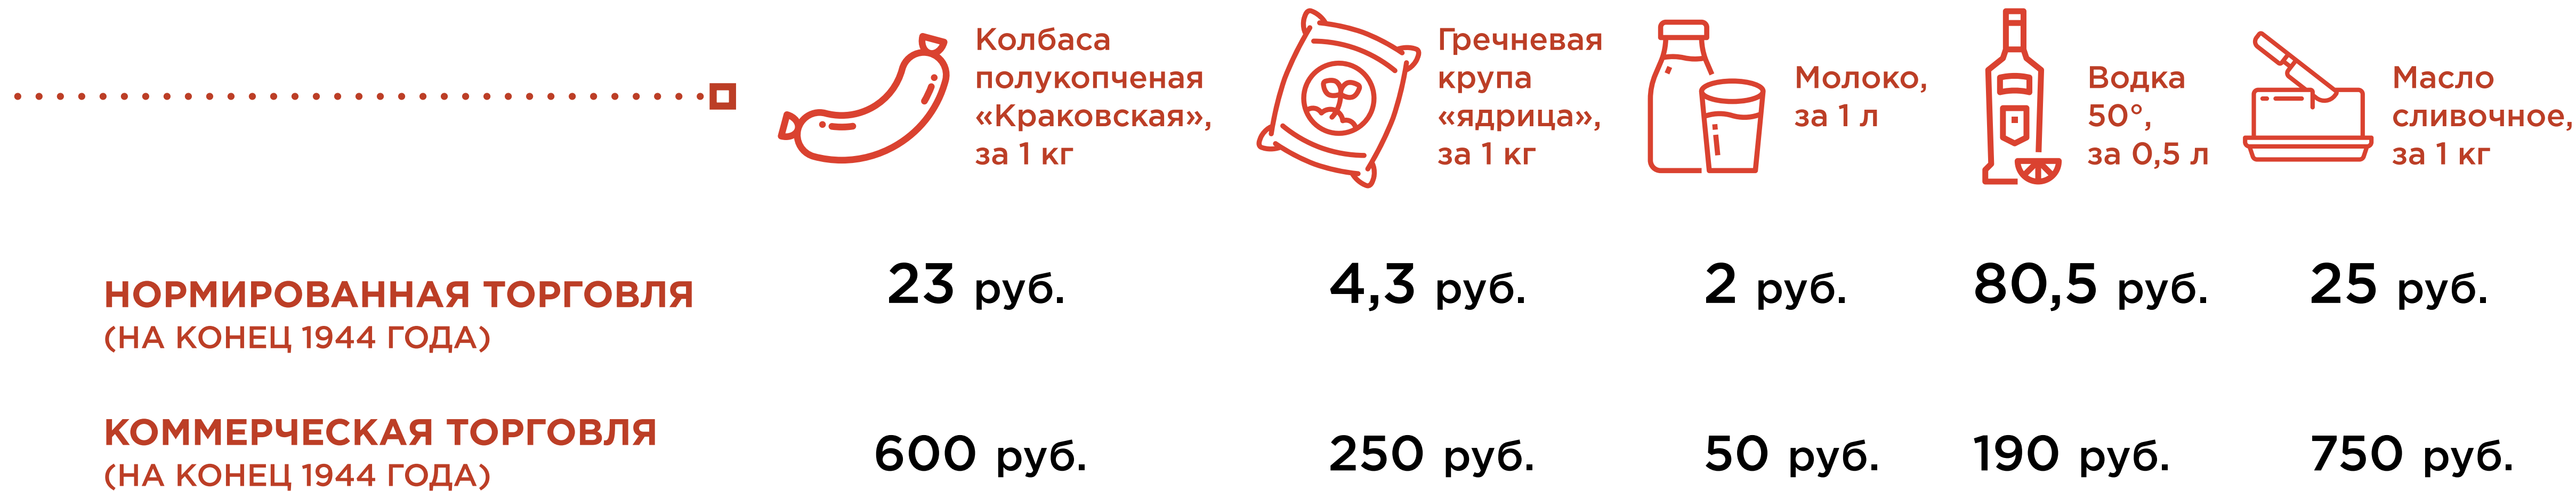 Колбаса
полукопченая
«Краковская»,
за 1 кг
Гречневая
крупа
«ядрица»,
за 1 кг
Молоко,
за 1 л
Водка
50°,
за 0,5 л
Масло
сливочное,
за 1 кг
НОРМИРОВАННАЯ ТОРГОВЛЯ
(НА КОНЕЦ 1944 ГОДА)
23 руб.
4,3 руб.
2 руб.
80,5 руб.
25 руб.
КОММЕРЧЕСКАЯ ТОРГОВЛЯ
(НА КОНЕЦ 1944 ГОДА)
600 руб.
250 руб.
50 руб.
190 руб.
750 руб.